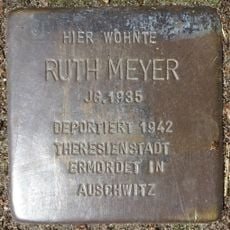 HIER WOHNTE
RUTH MEYER
JG. 1935
DEPORTIERT 1942
THERESIENSTADT
ERMORDET IN
AUSCHWITZ